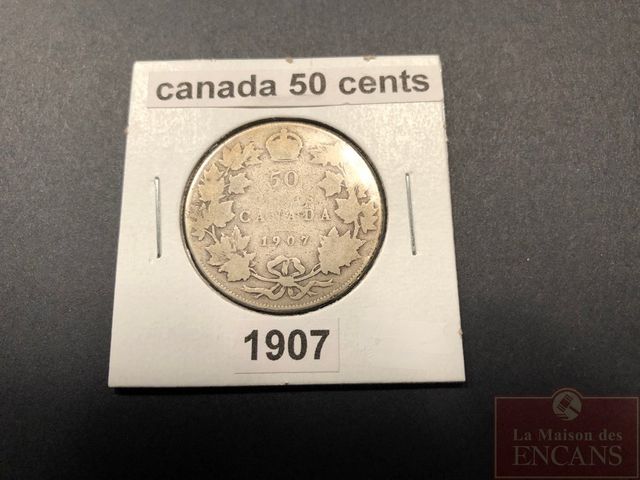 canada 50 cents
50
CANADA
1907
1907
La Maison des
ENCANS